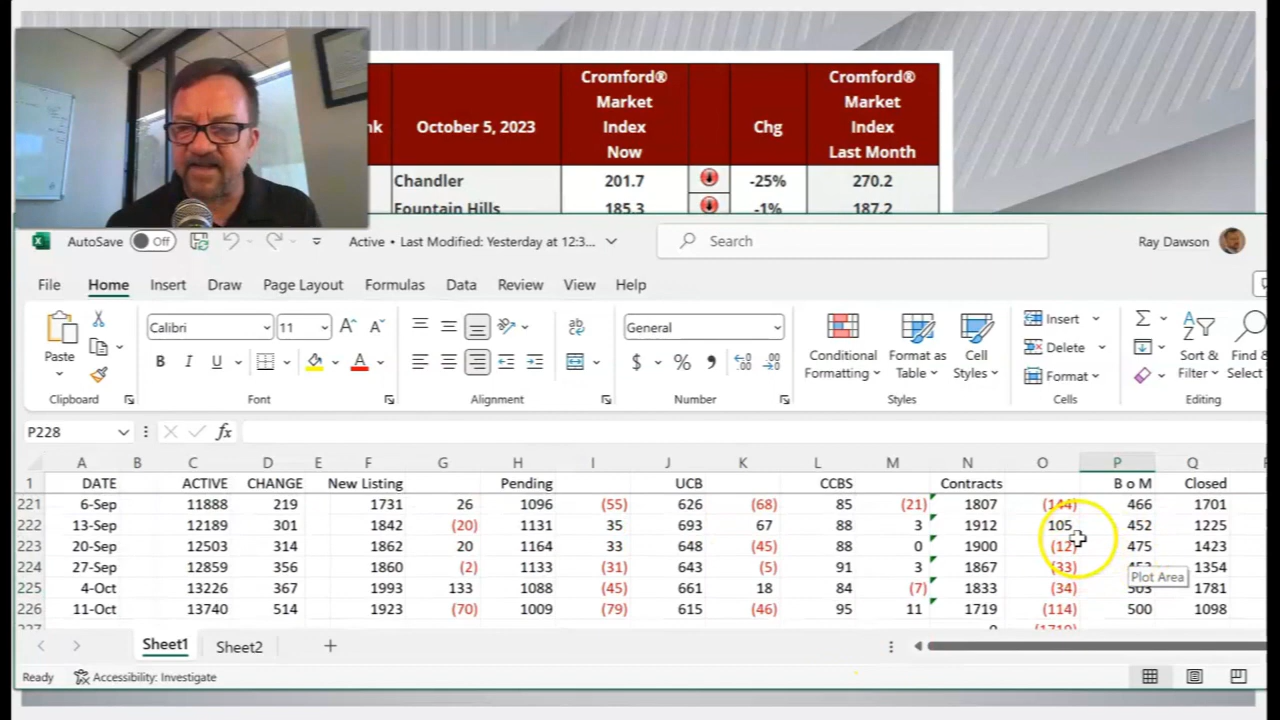 nk
October 5, 2023
Cromford®
Market
Index
Now
Chg
Cromford®
Market
Index
Last Month
Chandler 201.7 -25% 270.2
Fountain Hills 185.3 -1% 187.2
AutoSave Off Active • Last Modified: Yesterday at 12:3... Search Ray Dawson
File Home Insert Draw Page Layout Formulas Data Review View Help
Calibri 11 General
Paste
B I U
Conditional Formatting
Format as Table
Cell Styles
Insert
Delete
Format
Sort & Filter
Find & Select
Clipboard Font Alignment Number Styles Cells Editing
P228 fx
A B C D E F G H I J K L M N O P Q
1 DATE ACTIVE CHANGE New Listing Pending UCB CCBS Contracts B o M Closed
221 6-Sep 11888 219 1731 26 1096 (55) 626 (68) 85 (21) 1807 (144) 466 1701
222 13-Sep 12189 301 1842 (20) 1131 35 693 67 88 3 1912 105 452 1225
223 20-Sep 12503 314 1862 20 1164 33 648 (45) 88 0 1900 (12) 475 1423
224 27-Sep 12859 356 1860 (2) 1133 (31) 643 (5) 91 3 1867 (33) 1354
225 4-Oct 13226 367 1993 133 1088 (45) 661 18 84 (7) 1833 (34) 503 1781
226 11-Oct 13740 514 1923 (70) 1009 (79) 615 (46) 95 11 1719 (114) 500 1098
Plot Area
Sheet1 Sheet2
Ready Accessibility: Investigate